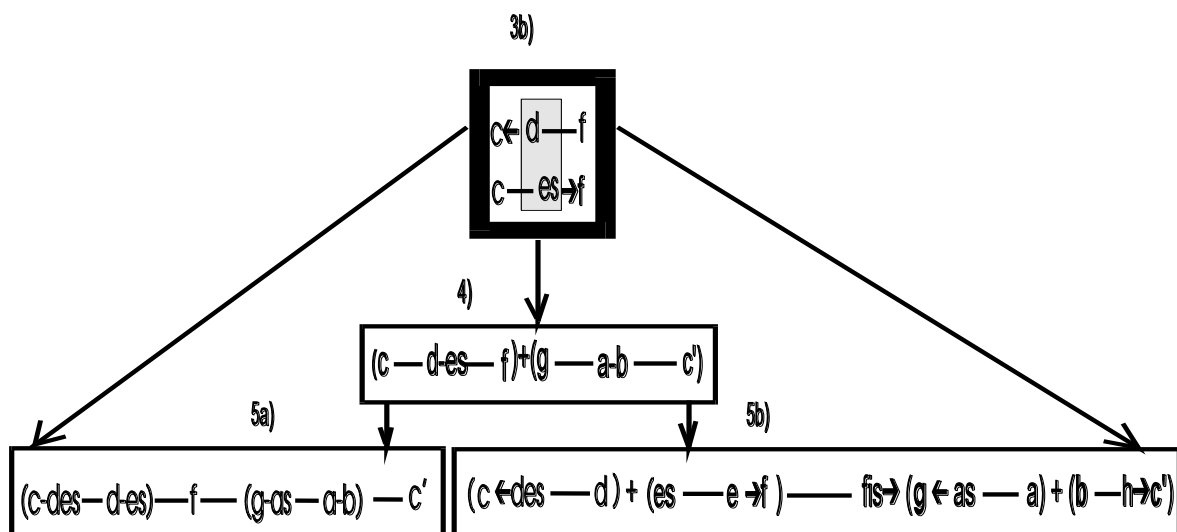 3b)
c← d — f
c — es→f
4)
(c — d-es — f)+(g — a-b — c')
5a)
5b)
(c-des — d-es) — f — (g-as — a-b) — c'
(c ←des — d) + (es — e →f) — fis→ (g ← as — a) + (b — h→c')